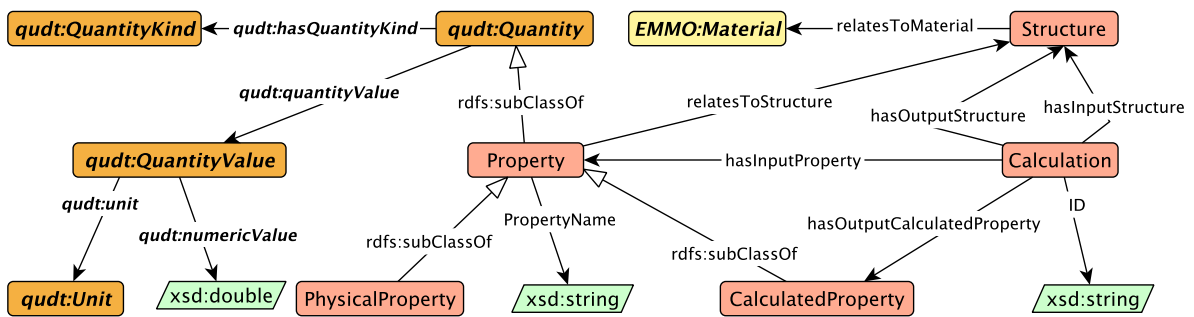 qudt:QuantityKind
qudt:hasQuantityKind
qudt:Quantity
EMMO:Material
relatesToMaterial
Structure
qudt:quantityValue
rdfs:subClassOf
relatesToStructure
hasOutputStructure
hasInputStructure
qudt:QuantityValue
Property
hasInputProperty
Calculation
qudt:unit
qudt:numericValue
rdfs:subClassOf
PropertyName
rdfs:subClassOf
hasOutputCalculatedProperty
ID
qudt:Unit
xsd:double
PhysicalProperty
xsd:string
CalculatedProperty
xsd:string